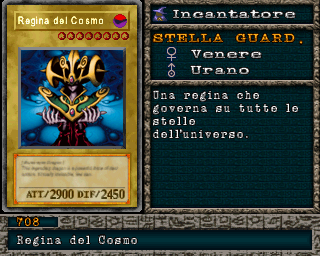 Regina del Cosmo
ATT/2900 DIF/2450
Incantatore
STELLA GUARD.
♀ Venere
♅ Urano
Una regina che
governa su tutte le
stelle
dell'universo.
708
Regina del Cosmo